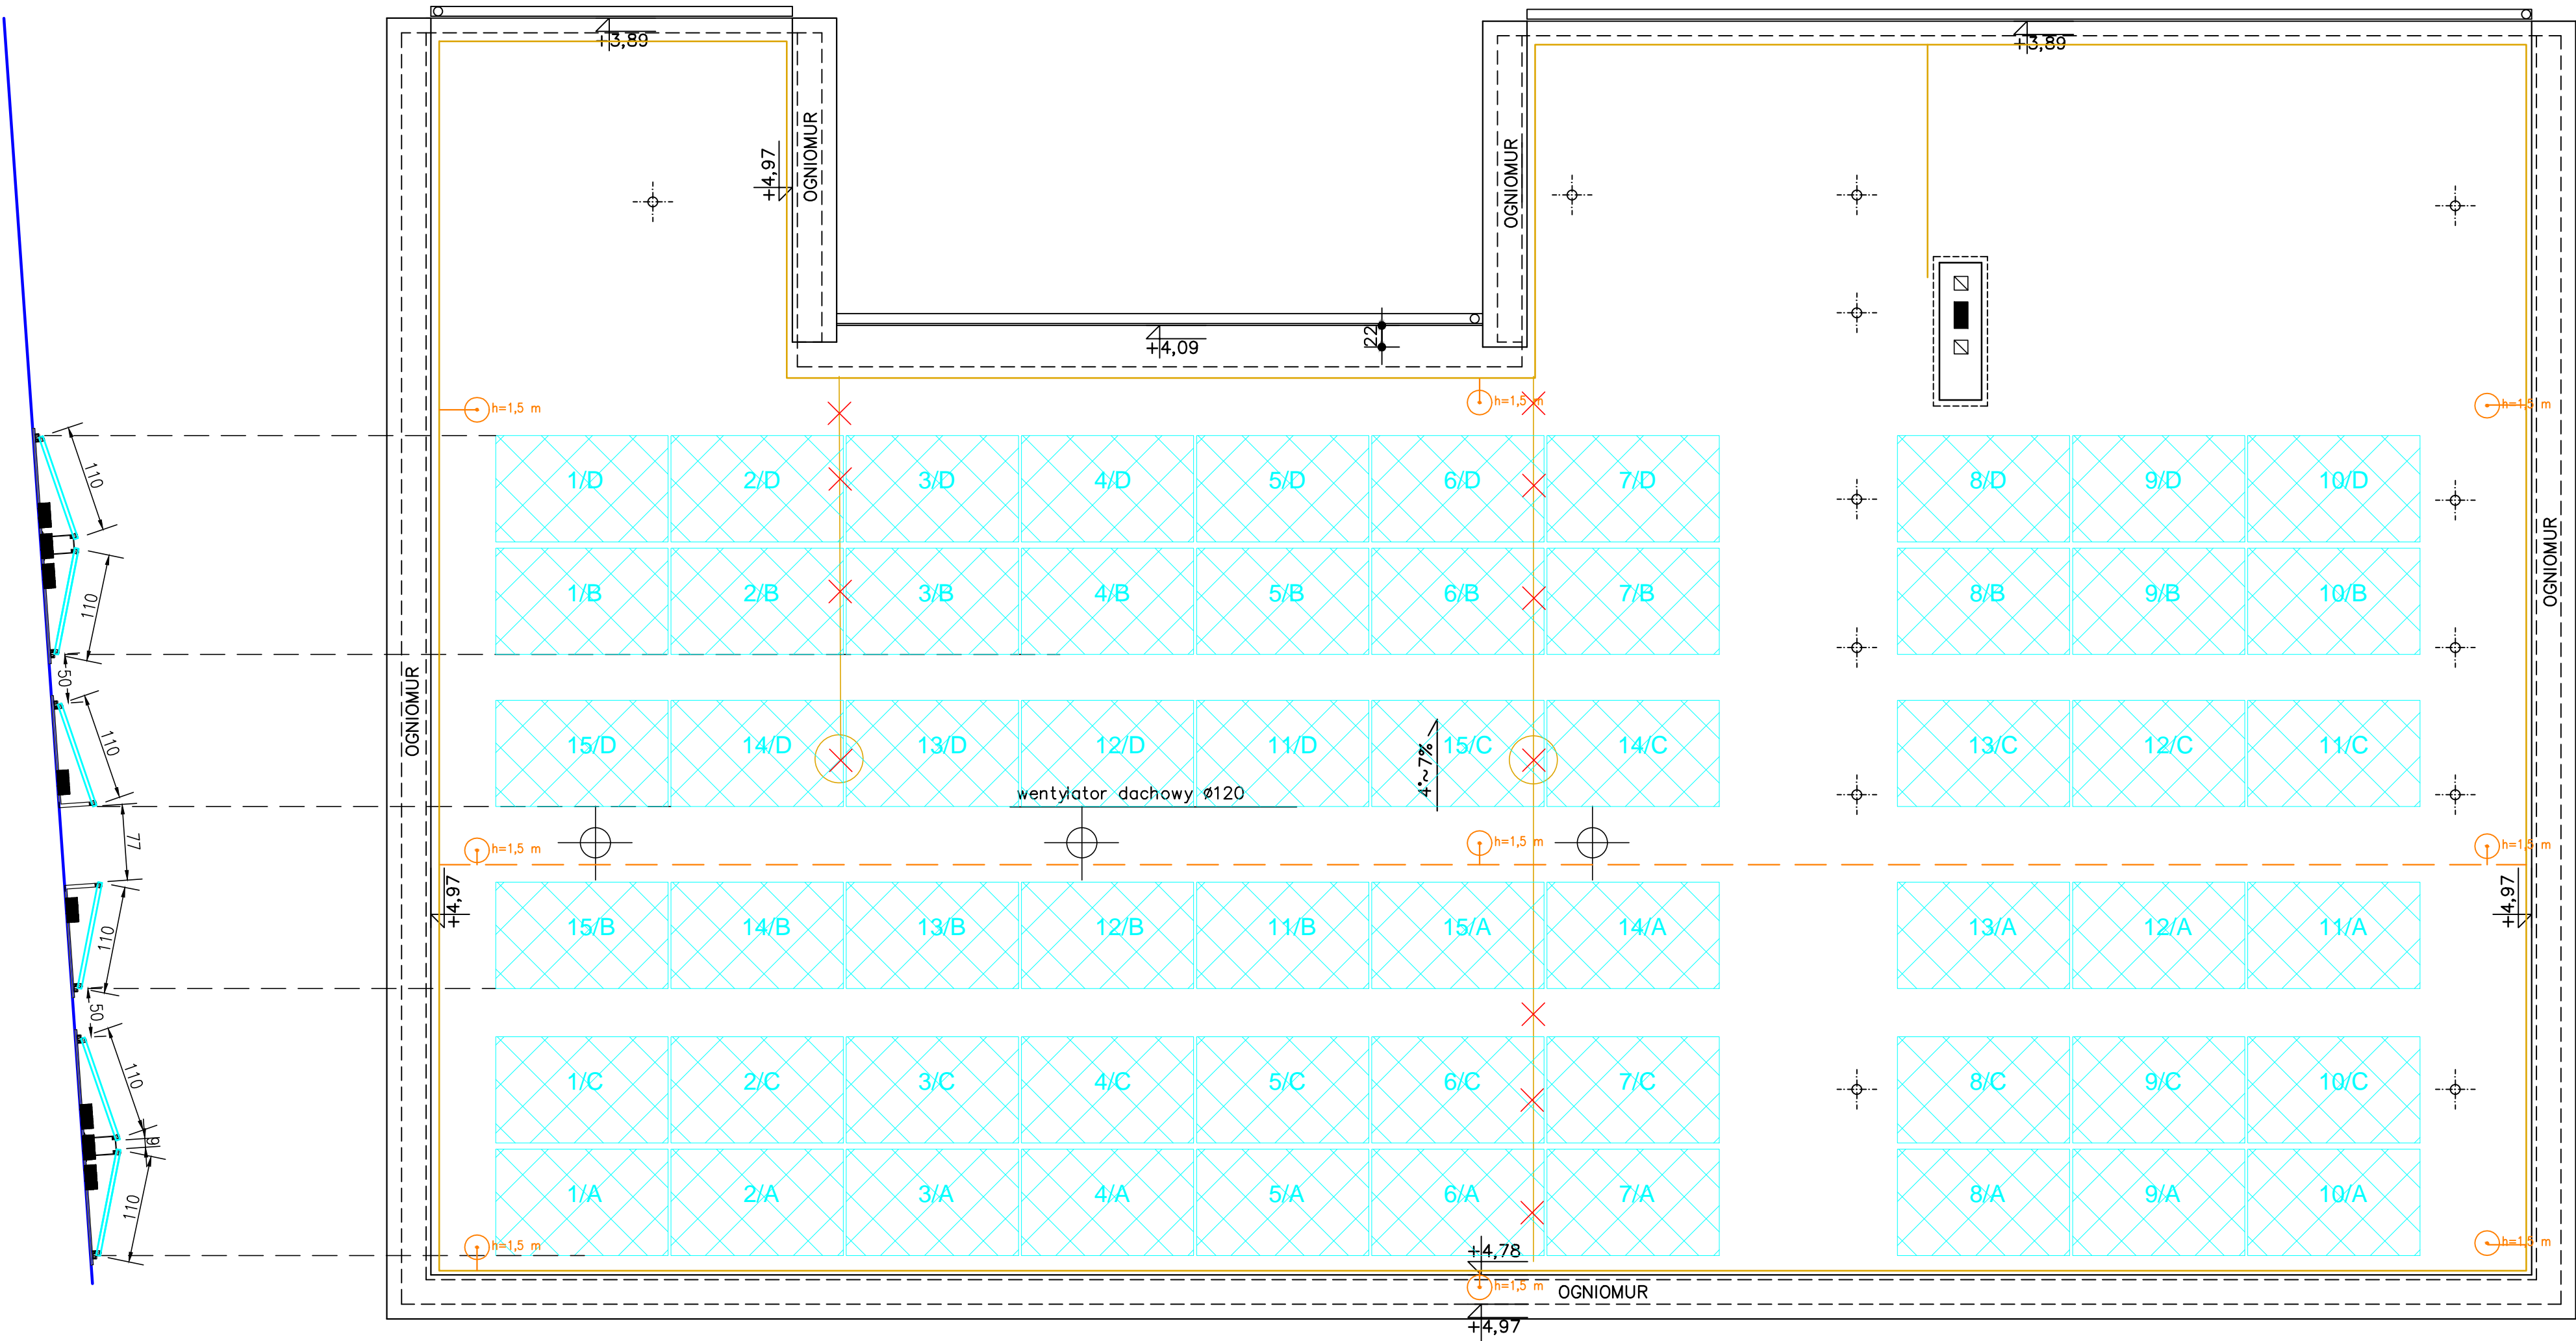 +3,89
+3,89
OGNIOMUR
+4,97
OGNIOMUR
22
+4,09
h=1,5 m
h=1,5 m
h=1,5 m
110
1/D 2/D 3/D 4/D 5/D 6/D 7/D 8/D 9/D 10/D
110
1/B 2/B 3/B 4/B 5/B 6/B 7/B 8/B 9/B 10/B
OGNIOMUR
OGNIOMUR
50
110
15/D 14/D 13/D 12/D 11/D 15/C 14/C 13/C 12/C 11/C
4°~7%
wentylator dachowy ø120
77
h=1,5 m
h=1,5 m
h=1,5 m
+4,97
+4,97
110
15/B 14/B 13/B 12/B 11/B 15/A 14/A 13/A 12/A 11/A
50
110
1/C 2/C 3/C 4/C 5/C 6/C 7/C 8/C 9/C 10/C
110
1/A 2/A 3/A 4/A 5/A 6/A 7/A 8/A 9/A 10/A
h=1,5 m
+4,78
h=1,5 m
h=1,5 m
OGNIOMUR
+4,97